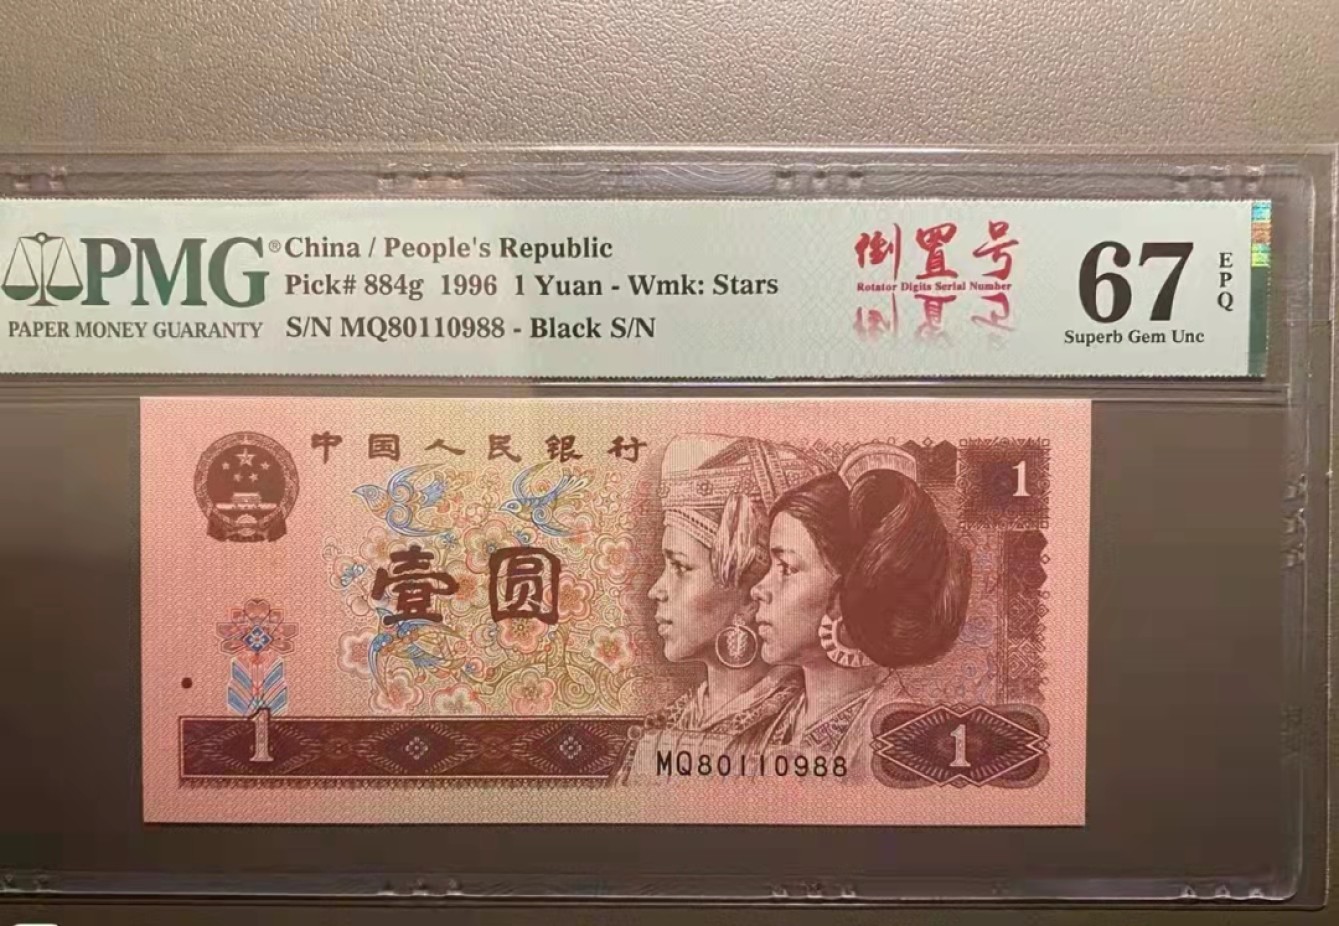 PMG®
PAPER MONEY GUARANTY
China / People's Republic
Pick# 884g 1996 1 Yuan - Wmk: Stars
S/N MQ80110988 - Black S/N
倒置号
Rotator Digits Serial Number
67
EPQ
Superb Gem Unc
中国人民银行
1
壹圆
1
MQ80110988
1